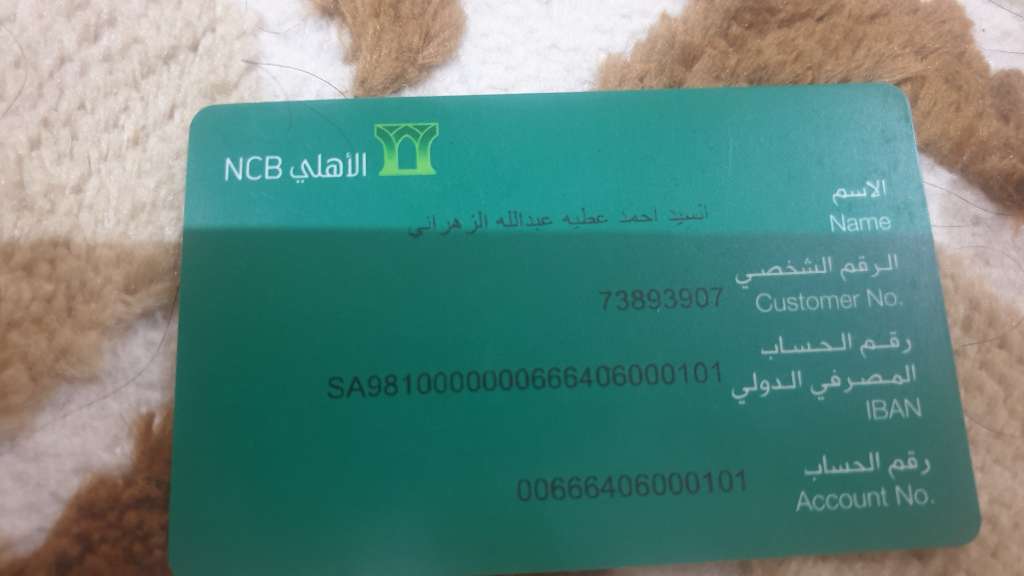 الأهلي NCB
الاسم
Name
السيد احمد عطيه عبدالله الزهراني
الرقم الشخصي
Customer No.
73893907
رقم الحساب
المصرفي الدولي
IBAN
SA9810000000666406000101
رقم الحساب
Account No.
00666406000101